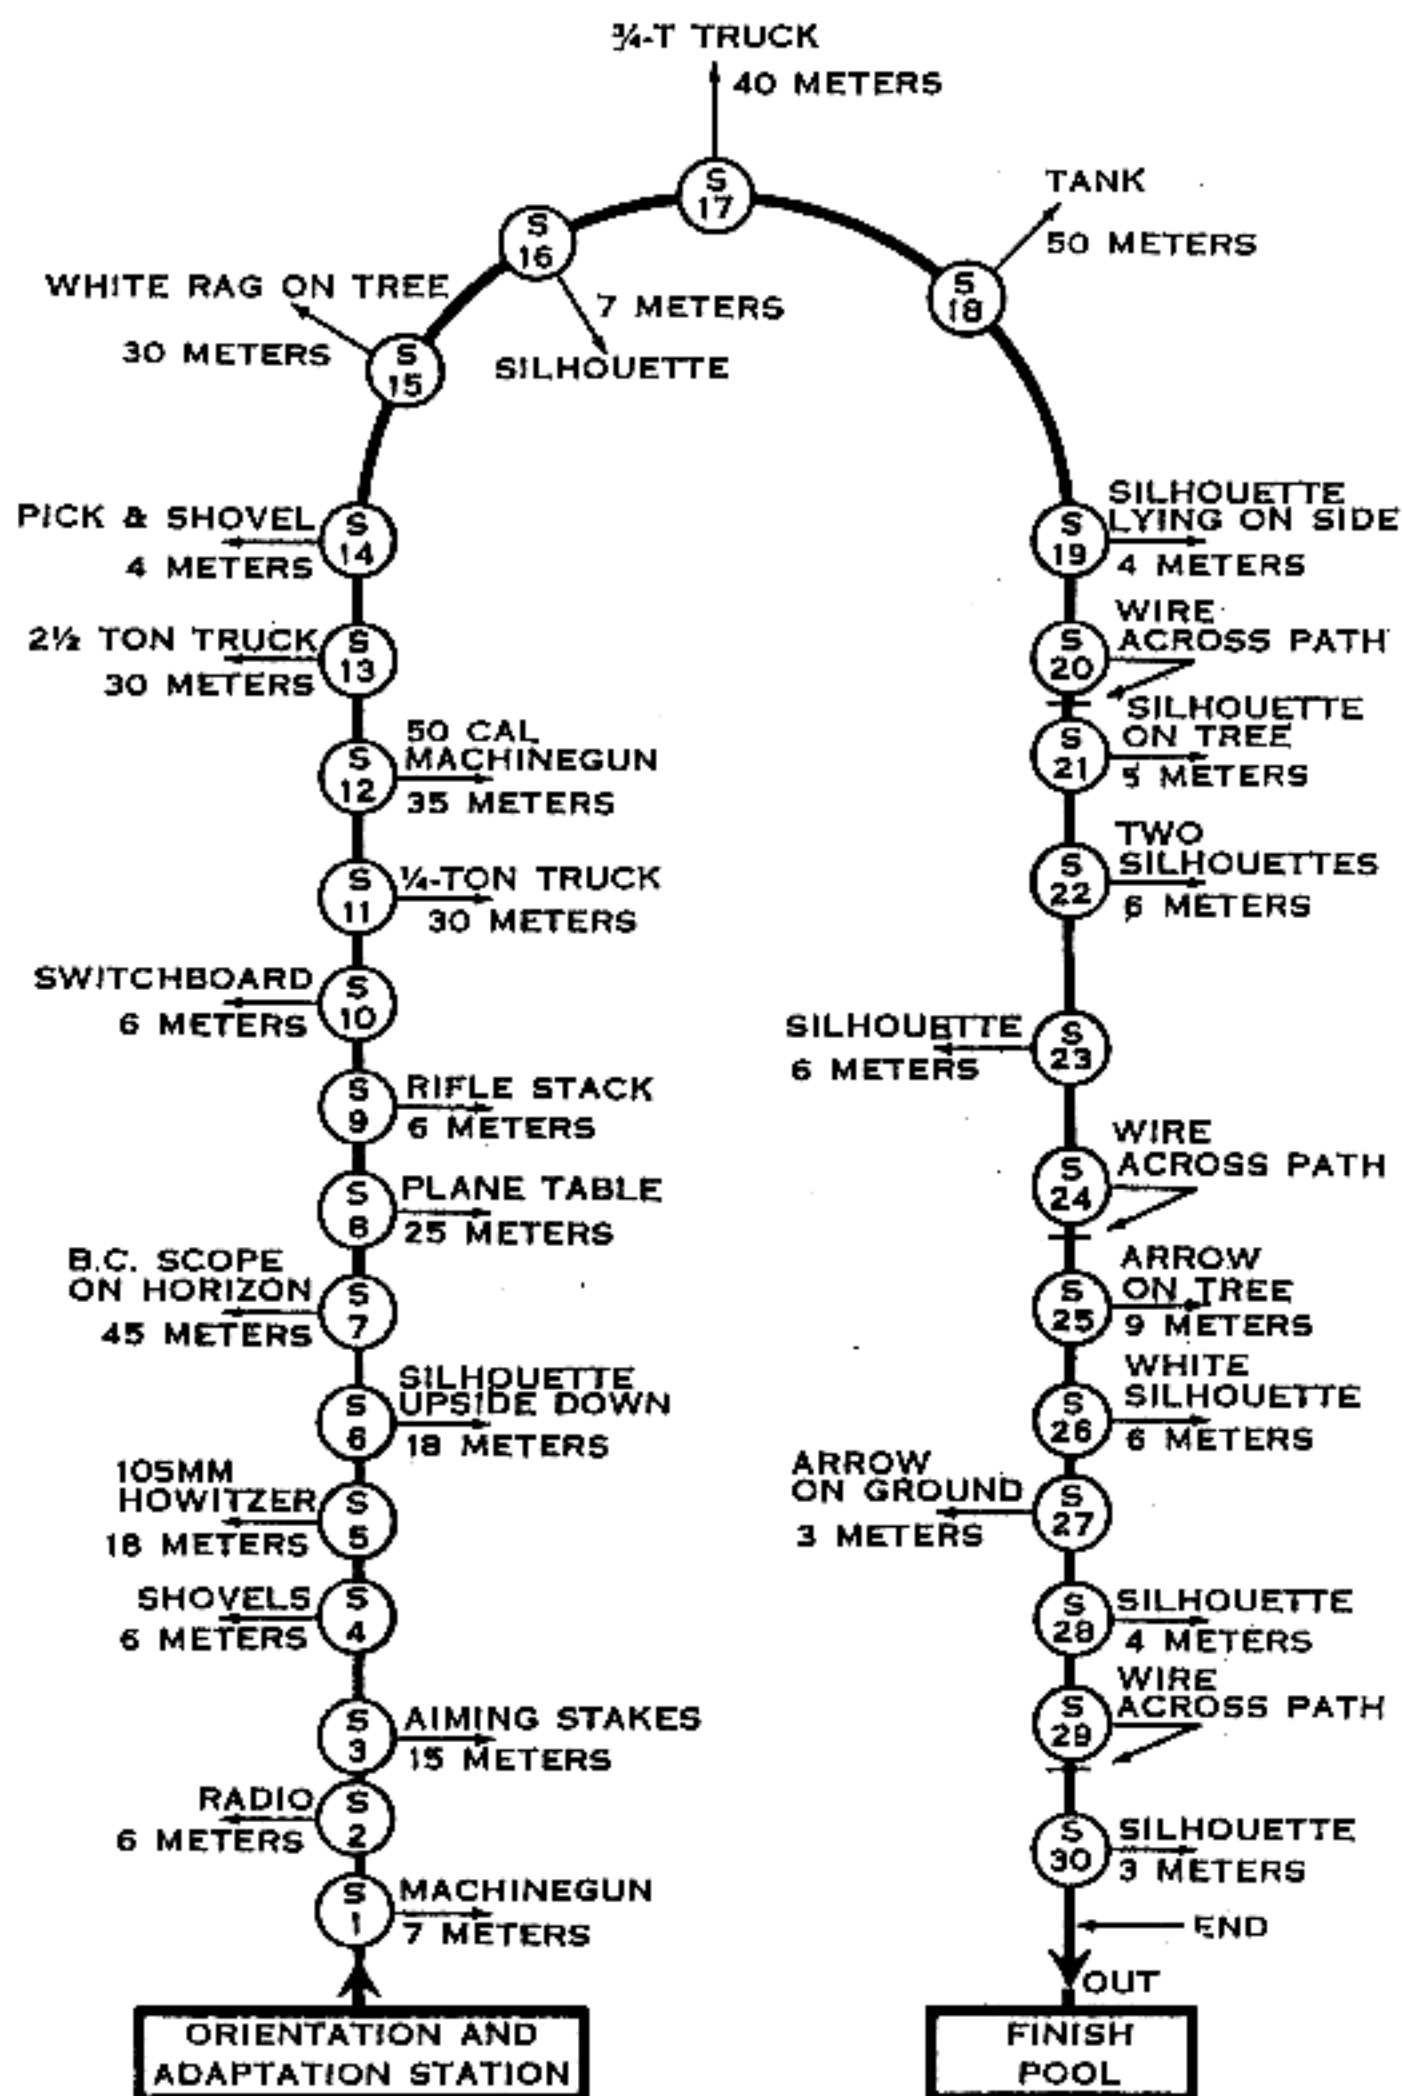 ¾-T TRUCK
40 METERS
S
17
TANK
50 METERS
S
18
S
16
7 METERS
SILHOUETTE
WHITE RAG ON TREE
30 METERS
S
15
PICK & SHOVEL
4 METERS
S
14
2½ TON TRUCK
30 METERS
S
13
50 CAL
MACHINEGUN
35 METERS
S
12
¼-TON TRUCK
30 METERS
S
11
SWITCHBOARD
6 METERS
S
10
RIFLE STACK
6 METERS
S
9
PLANE TABLE
25 METERS
S
8
B.C. SCOPE
ON HORIZON
45 METERS
S
7
SILHOUETTE
UPSIDE DOWN
18 METERS
S
6
105MM
HOWITZER
18 METERS
S
5
SHOVELS
6 METERS
S
4
AIMING STAKES
15 METERS
S
3
RADIO
6 METERS
S
2
MACHINEGUN
7 METERS
S
1
ORIENTATION AND
ADAPTATION STATION
SILHOUETTE
LYING ON SIDE
4 METERS
S
19
WIRE
ACROSS PATH
S
20
SILHOUETTE
ON TREE
5 METERS
S
21
TWO
SILHOUETTES
6 METERS
S
22
SILHOUETTE
6 METERS
S
23
WIRE
ACROSS PATH
S
24
ARROW
ON TREE
9 METERS
S
25
WHITE
SILHOUETTE
6 METERS
S
26
ARROW
ON GROUND
3 METERS
S
27
SILHOUETTE
4 METERS
S
28
WIRE
ACROSS PATH
S
29
SILHOUETTE
3 METERS
S
30
END
OUT
FINISH
POOL